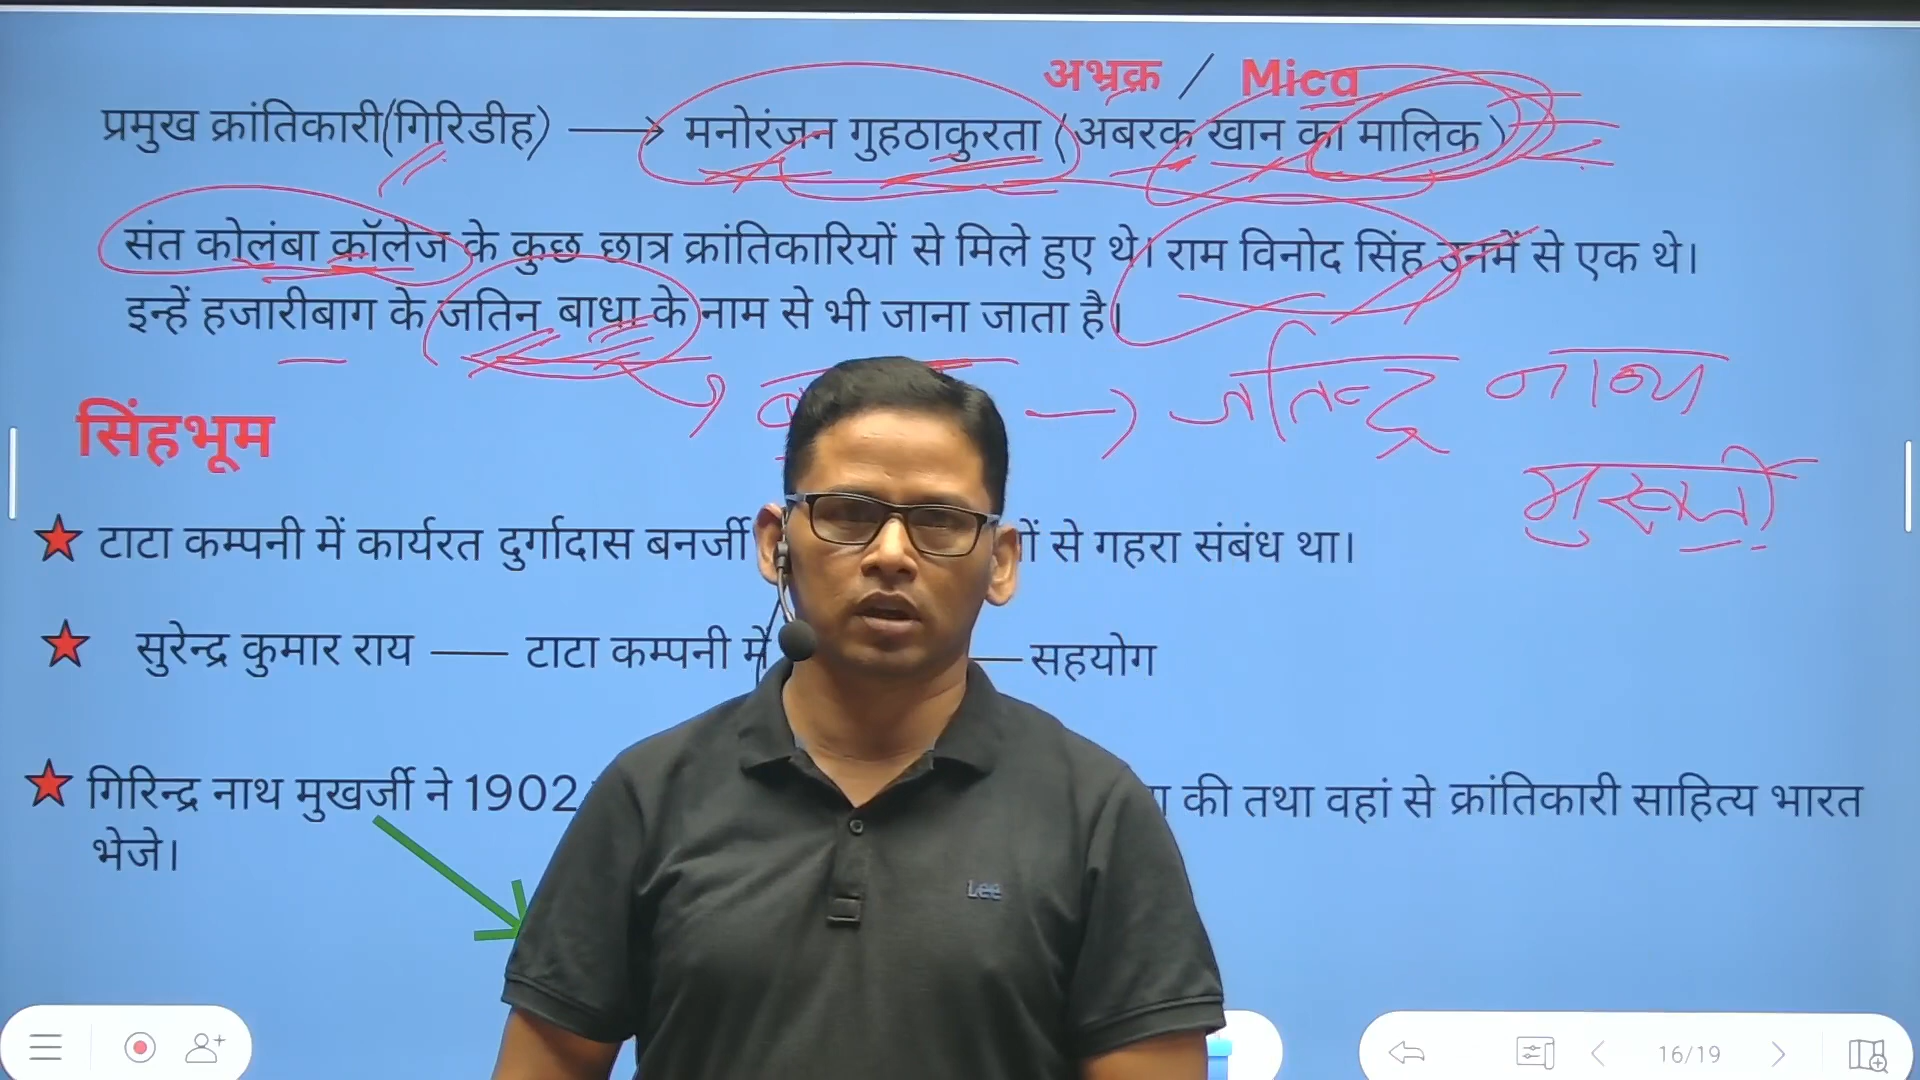 अभ्रक / Mica
प्रमुख क्रांतिकारी(गिरिडीह) → मनोरंजन गुहठाकुरता (अबरक खान का मालिक)
संत कोलंबा कॉलेज के कुछ छात्र क्रांतिकारियों से मिले हुए थे। राम विनोद सिंह उनमें से एक थे।
इन्हें हजारीबाग के जतिन बाधा के नाम से भी जाना जाता है।
जतिन्द्र नाथ
मुखर्जी
सिंहभूम
टाटा कम्पनी में कार्यरत दुर्गादास बनर्जी से गहरा संबंध था।
सुरेन्द्र कुमार राय — टाटा कम्पनी में — सहयोग
गिरिन्द्र नाथ मुखर्जी ने 1902 की तथा वहां से क्रांतिकारी साहित्य भारत
भेजे।
Lee
16/19